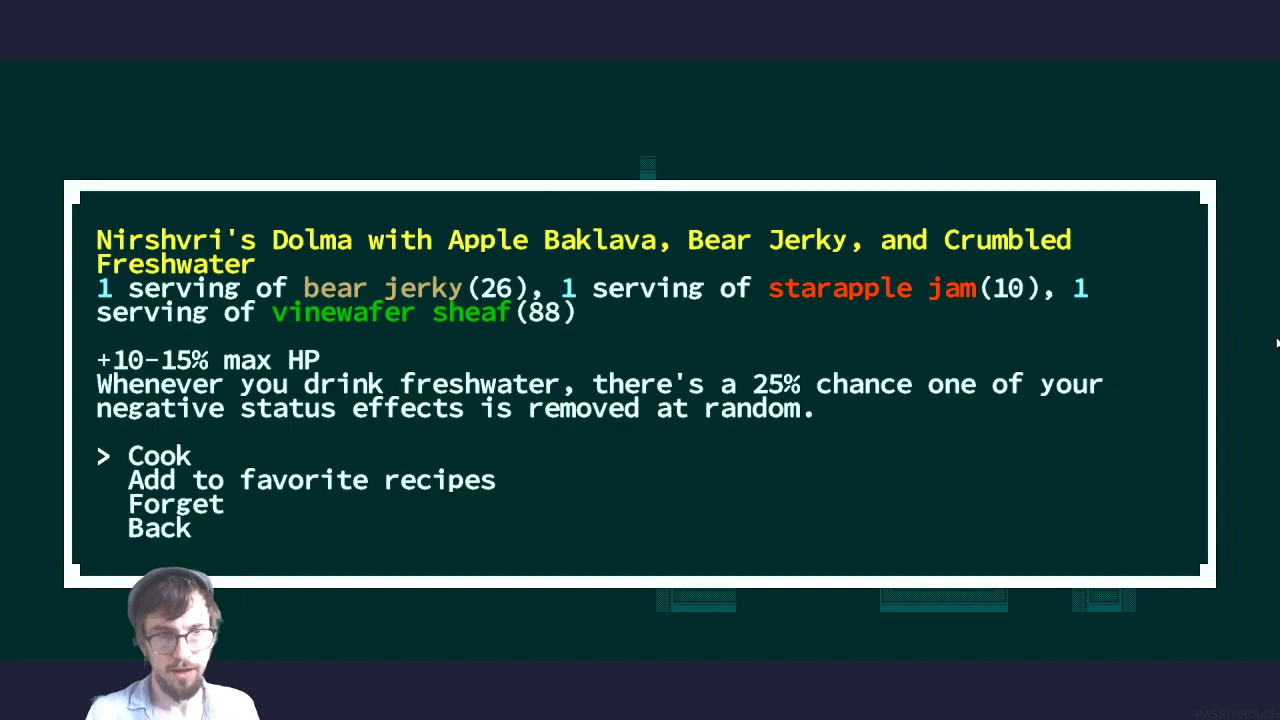 Nirshvri's Dolma with Apple Baklava, Bear Jerky, and Crumbled
Freshwater
1 serving of bear jerky(26), 1 serving of starapple jam(10), 1
serving of vinewafer sheaf(88)
+10-15% max HP
Whenever you drink freshwater, there's a 25% chance one of your
negative status effects is removed at random.
> Cook
Add to favorite recipes
Forget
Back